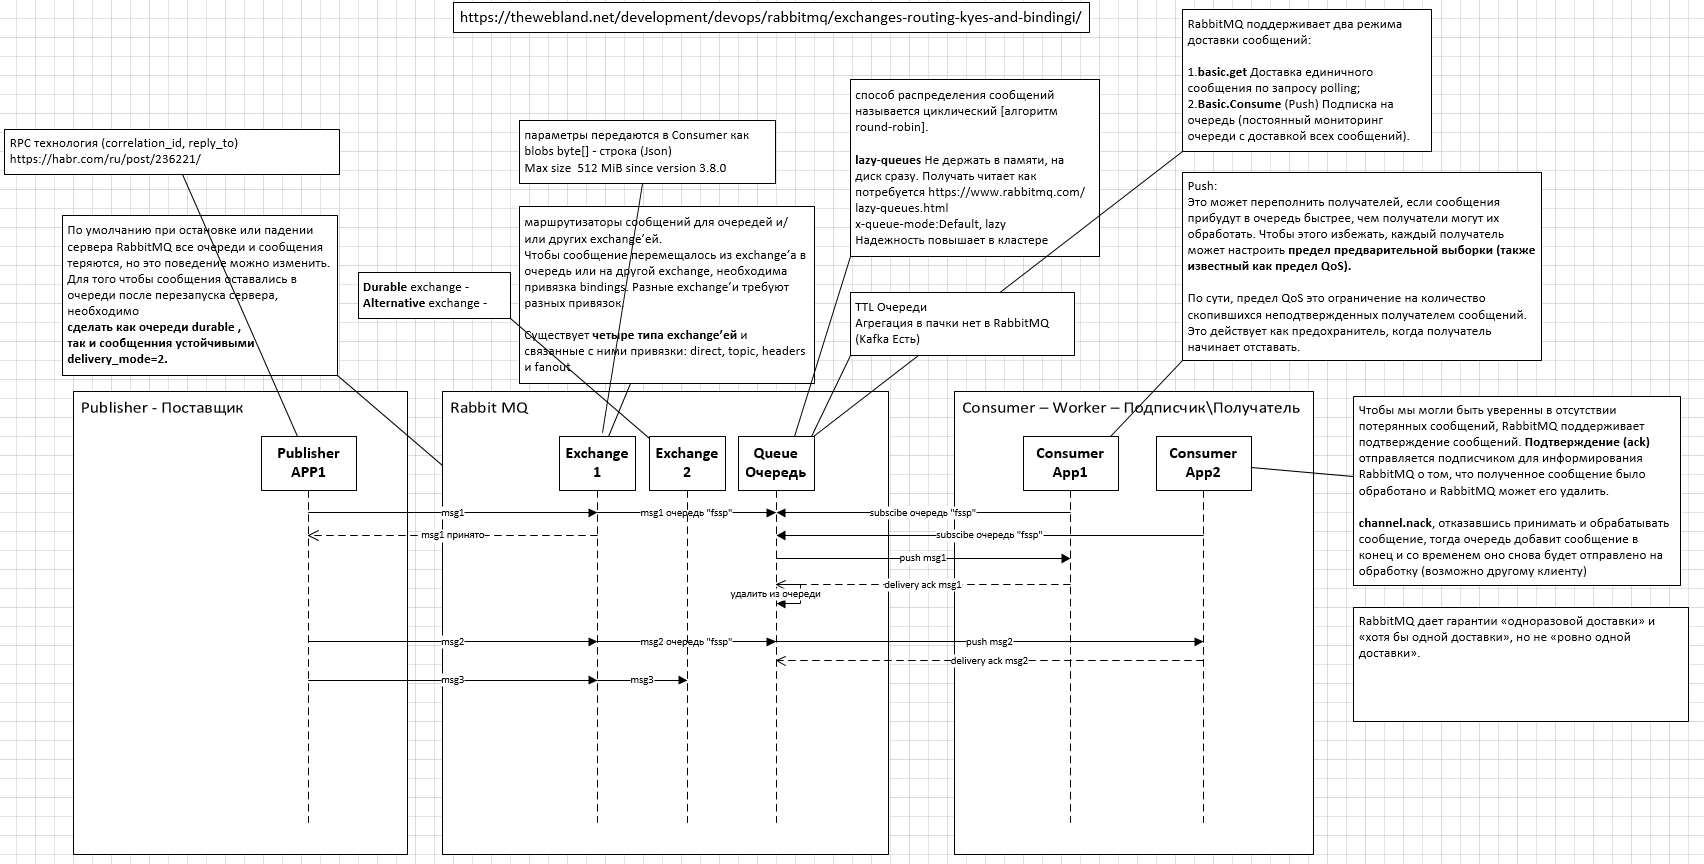 https://thewebland.net/development/devops/rabbitmq/exchanges-routing-kyes-and-bindingi/
RPC технология (correlation_id, reply_to)
https://habr.com/ru/post/236221/
По умолчанию при остановке или падении
сервера RabbitMQ все очереди и сообщения
теряются, но это поведение можно изменить.
Для того чтобы сообщения оставались в
очереди после перезапуска сервера,
необходимо
сделать как очереди durable ,
так и сообщенния устойчивыми
delivery_mode=2.
Durable exchange -
Alternative exchange -
параметры передаются в Consumer как
blobs byte[] - строка (Json)
Max size  512 MiB since version 3.8.0
маршрутизаторы сообщений для очередей и/
или других exchange’ей.
Чтобы сообщение перемещалось из exchange’а в
очередь или на другой exchange, необходима
привязка bindings. Разные exchange’и требуют
разных привязок.
Существует четыре типа exchange’ей и
связанные с ними привязки: direct, topic, headers
и fanout
способ распределения сообщений
называется циклический [алгоритм
round-robin].
lazy-queues Не держать в памяти, на
диск сразу. Получать читает как
потребуется https://www.rabbitmq.com/
lazy-queues.html
x-queue-mode:Default, lazy
Надежность повышает в кластере
TTL Очереди
Агрегация в пачки нет в RabbitMQ
(Kafka Есть)
RabbitMQ поддерживает два режима
доставки сообщений:
1.basic.get Доставка единичного
сообщения по запросу polling;
2.Basic.Consume (Push) Подписка на
очередь (постоянный мониторинг
очереди с доставкой всех сообщений).
Push:
Это может переполнить получателей, если сообщения
прибудут в очередь быстрее, чем получатели могут их
обработать. Чтобы этого избежать, каждый получатель
может настроить предел предварительной выборки (также
известный как предел QoS).
По сути, предел QoS это ограничение на количество
скопившихся неподтвержденных получателем сообщений.
Это действует как предохранитель, когда получатель
начинает отставать.
Publisher - Поставщик
Rabbit MQ
Consumer – Worker – Подписчик\Получатель
Publisher
APP1
Exchange
1
Exchange
2
Queue
Очередь
Consumer
App1
Consumer
App2
msg1
msg1 очередь "fssp"
subscibe очередь "fssp"
msg1 принято
subscibe очередь "fssp"
push msg1
delivery ack msg1
удалить из очереди
msg2
msg2 очередь "fssp"
push msg2
delivery ack msg2
msg3
msg3
Чтобы мы могли быть уверенны в отсутствии
потерянных сообщений, RabbitMQ поддерживает
подтверждение сообщений. Подтверждение (ack)
отправляется подписчиком для информирования
RabbitMQ о том, что полученное сообщение было
обработано и RabbitMQ может его удалить.
channel.nack, отказавшись принимать и обрабатывать
сообщение, тогда очередь добавит сообщение в
конец и со временем оно снова будет отправлено на
обработку (возможно другому клиенту)
RabbitMQ дает гарантии «одноразовой доставки» и
«хотя бы одной доставки», но не «ровно одной
доставки».